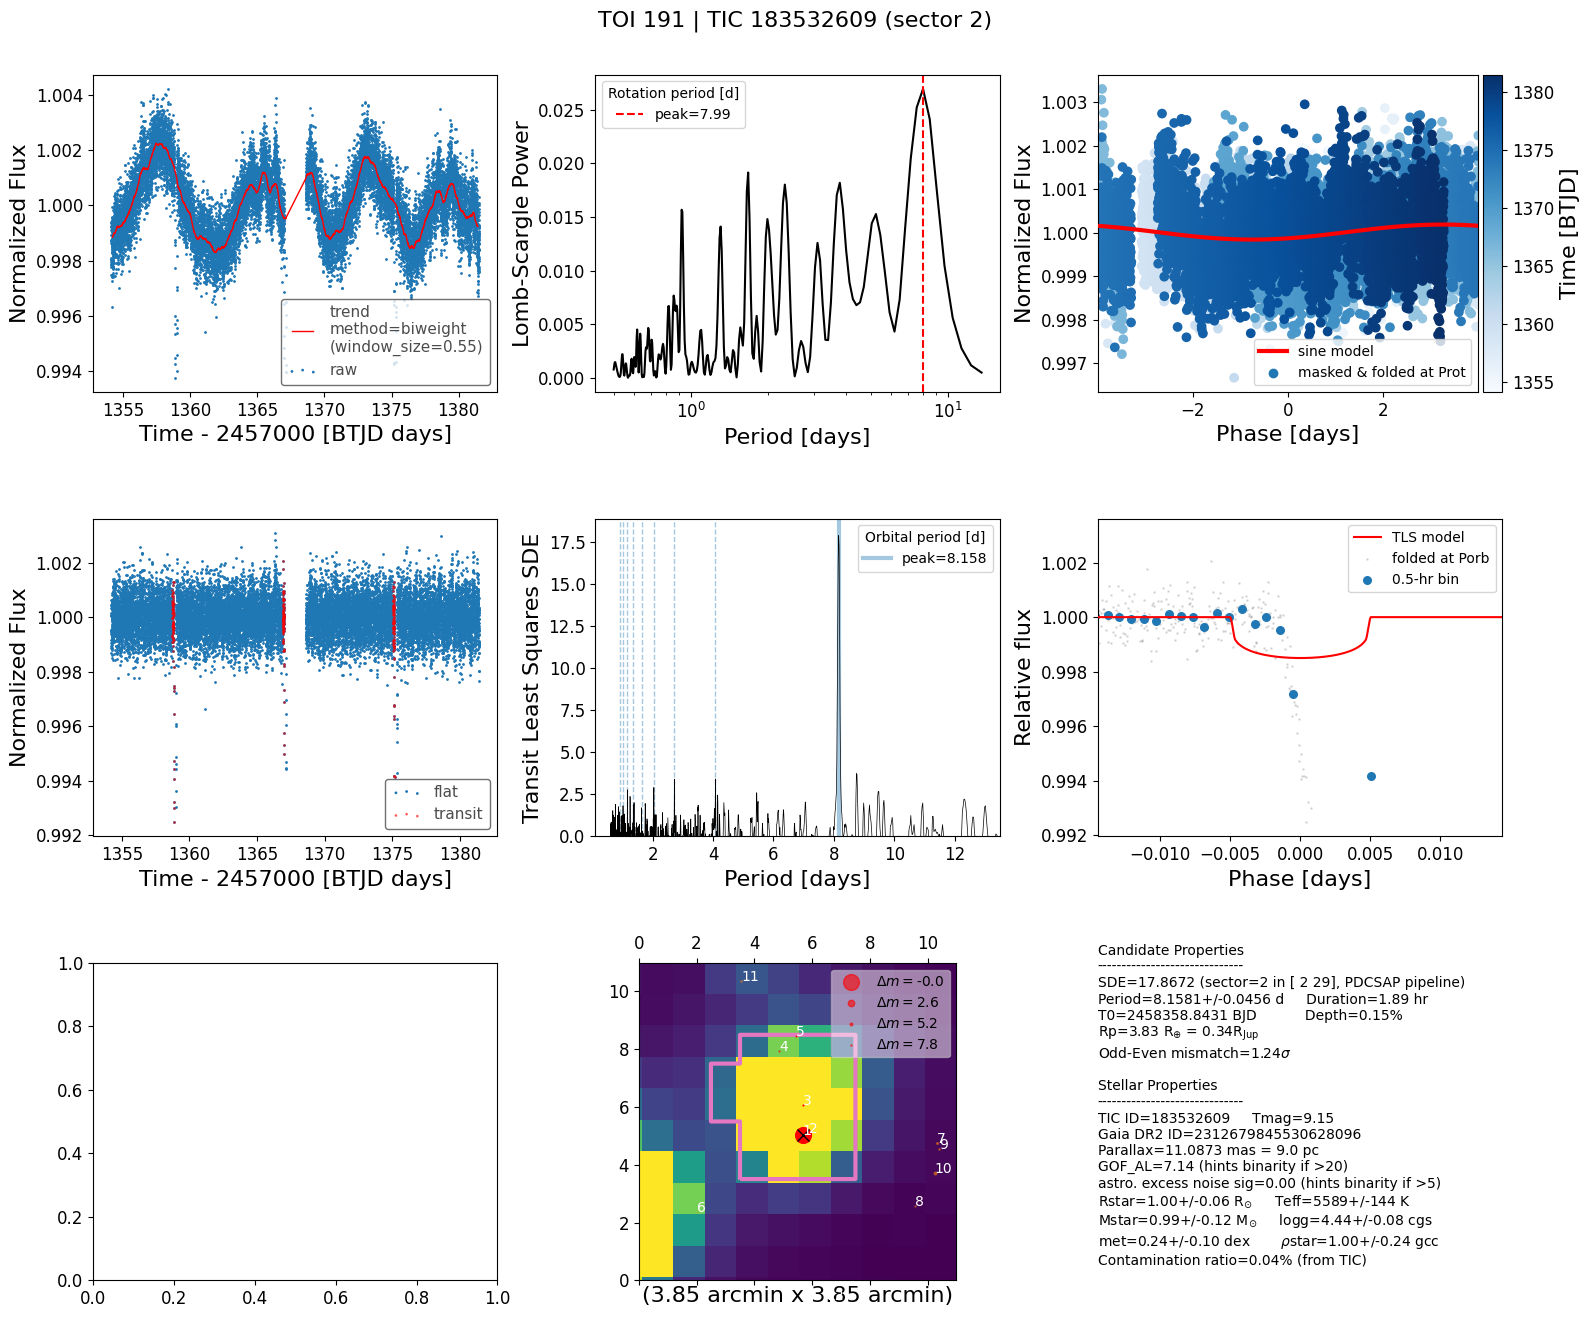 TOI 191 | TIC 183532609 (sector 2)
Normalized Flux
1.004
1.002
1.000
0.998
0.996
0.994
trend
method=biweight
(window_size=0.55)
raw
1355 1360 1365 1370 1375 1380
Time - 2457000 [BTJD days]
Lomb-Scargle Power
0.025
0.020
0.015
0.010
0.005
0.000
Rotation period [d]
peak=7.99
10⁰ 10¹
Period [days]
Normalized Flux
1.003
1.002
1.001
1.000
0.999
0.998
0.997
sine model
masked & folded at Prot
−2 0 2
Phase [days]
1380
1375
1370
1365
1360
1355
Time [BTJD]
Normalized Flux
1.002
1.000
0.998
0.996
0.994
0.992
flat
transit
1355 1360 1365 1370 1375 1380
Time - 2457000 [BTJD days]
Transit Least Squares SDE
17.5
15.0
12.5
10.0
7.5
5.0
2.5
0.0
Orbital period [d]
peak=8.158
2 4 6 8 10 12
Period [days]
Relative flux
1.002
1.000
0.998
0.996
0.994
0.992
TLS model
folded at Porb
0.5-hr bin
−0.010 −0.005 0.000 0.005 0.010
Phase [days]
1.0
0.8
0.6
0.4
0.2
0.0
0.0 0.2 0.4 0.6 0.8 1.0
0 2 4 6 8 10
10
8
6
4
2
0
Δm = -0.0
Δm = 2.6
Δm = 5.2
Δm = 7.8
11
5
4
3
1 2
7
9
10
8
6
(3.85 arcmin x 3.85 arcmin)
Candidate Properties
------------------------------
SDE=17.8672 (sector=2 in [ 2 29], PDCSAP pipeline)
Period=8.1581+/-0.0456 d Duration=1.89 hr
T0=2458358.8431 BJD Depth=0.15%
Rp=3.83 R⊕ = 0.34RJup
Odd-Even mismatch=1.24σ
Stellar Properties
------------------------------
TIC ID=183532609 Tmag=9.15
Gaia DR2 ID=2312679845530628096
Parallax=11.0873 mas = 9.0 pc
GOF_AL=7.14 (hints binarity if >20)
astro. excess noise sig=0.00 (hints binarity if >5)
Rstar=1.00+/-0.06 R⊙ Teff=5589+/-144 K
Mstar=0.99+/-0.12 M⊙ logg=4.44+/-0.08 cgs
met=0.24+/-0.10 dex ρstar=1.00+/-0.24 gcc
Contamination ratio=0.04% (from TIC)